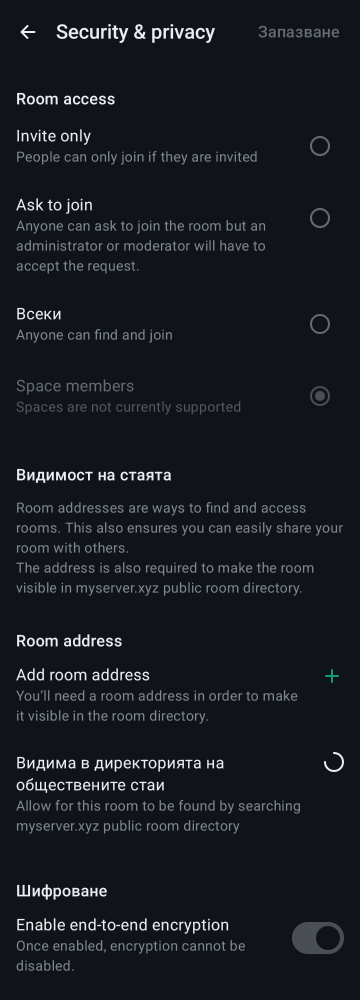 Security & privacy
Запазване
Room access
Invite only
People can only join if they are invited
Ask to join
Anyone can ask to join the room but an
administrator or moderator will have to
accept the request.
Всеки
Anyone can find and join
Space members
Spaces are not currently supported
Видимост на стаята
Room addresses are ways to find and access
rooms. This also ensures you can easily share your
room with others.
The address is also required to make the room
visible in myserver.xyz public room directory.
Room address
Add room address
You’ll need a room address in order to make
it visible in the room directory.
Видима в директорията на
обществените стаи
Allow for this room to be found by searching
myserver.xyz public room directory
Шифроване
Enable end-to-end encryption
Once enabled, encryption cannot be
disabled.